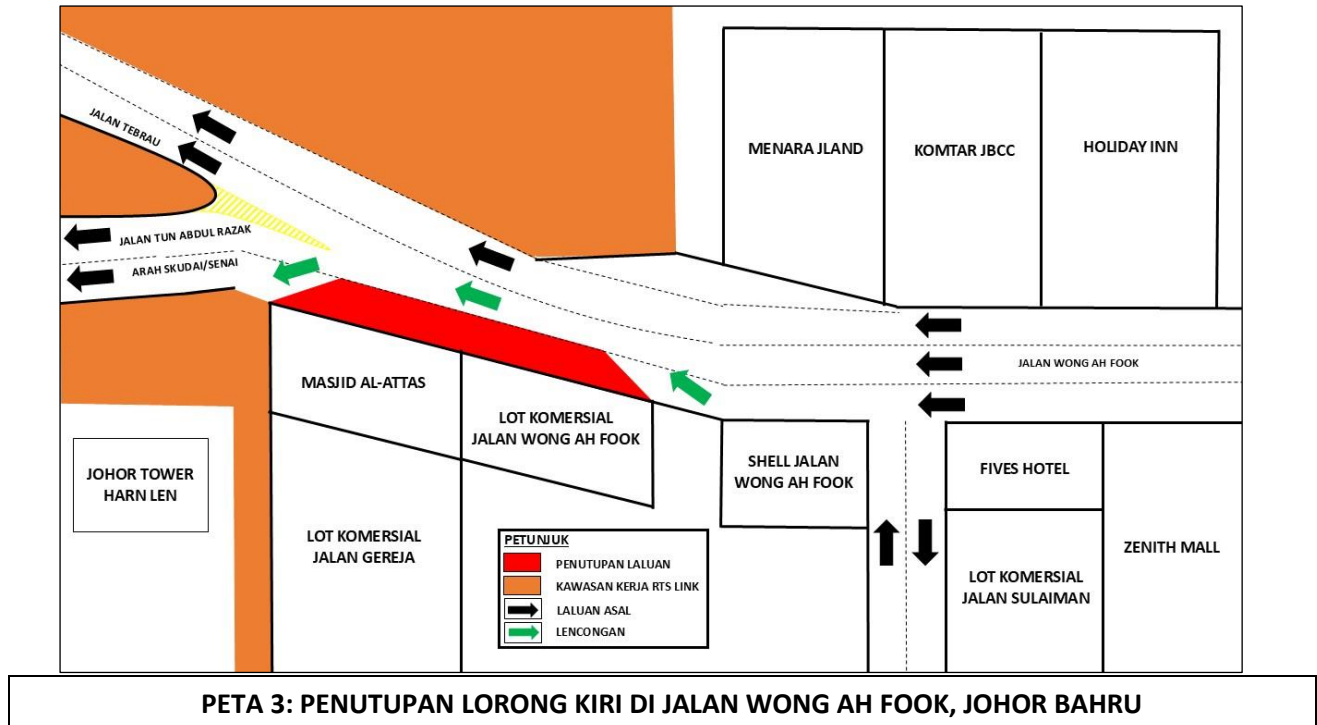 MENARA JLAND
KOMTAR JBCC
HOLIDAY INN
JALAN TEBRAU
JALAN TUN ABDUL RAZAK
ARAH SKUDAI/SENAI
JALAN WONG AH FOOK
MASJID AL-ATTAS
LOT KOMERSIAL
JALAN WONG AH FOOK
SHELL JALAN
WONG AH FOOK
FIVES HOTEL
JOHOR TOWER
HARN LEN
LOT KOMERSIAL
JALAN GEREJA
ZENITH MALL
LOT KOMERSIAL
JALAN SULAIMAN
PETUNJUK
PENUTUPAN LALUAN
KAWASAN KERJA RTS LINK
LALUAN ASAL
LENCONGAN
PETA 3: PENUTUPAN LORONG KIRI DI JALAN WONG AH FOOK, JOHOR BAHRU